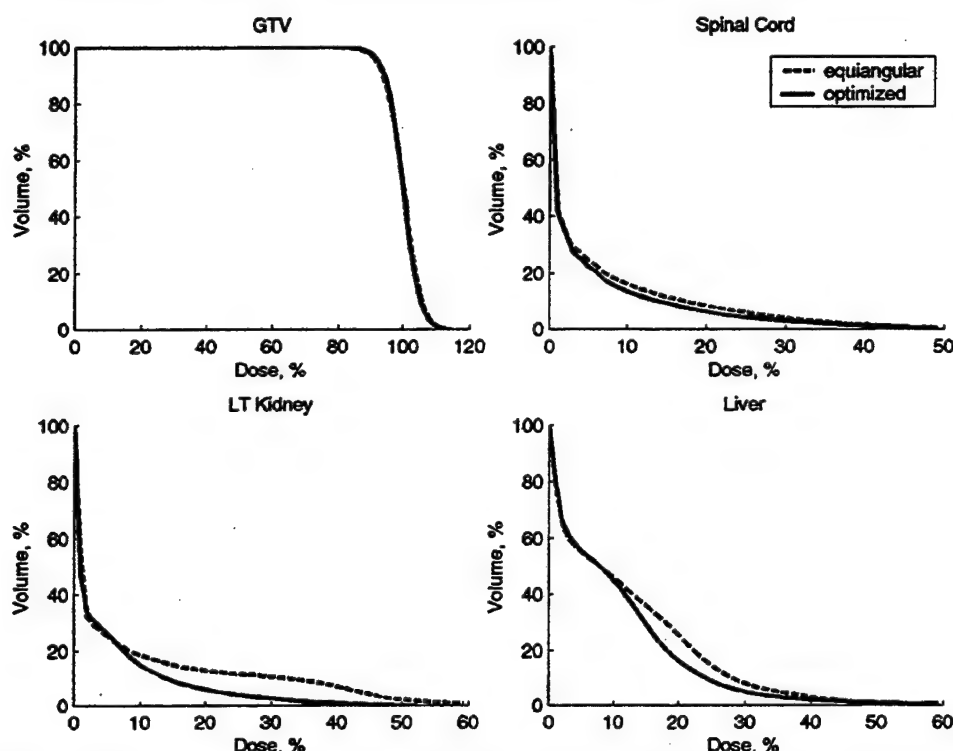 GTV
100
80
60
40
20
0
Volume, %
0 20 40 60 80 100 120
Dose, %
Spinal Cord
equiangular
optimized
100
80
60
40
20
0
Volume, %
0 10 20 30 40 50
Dose, %
LT Kidney
100
80
60
40
20
0
Volume, %
0 10 20 30 40 50 60
Dose, %
Liver
100
80
60
40
20
0
Volume, %
0 10 20 30 40 50 60
Dose, %